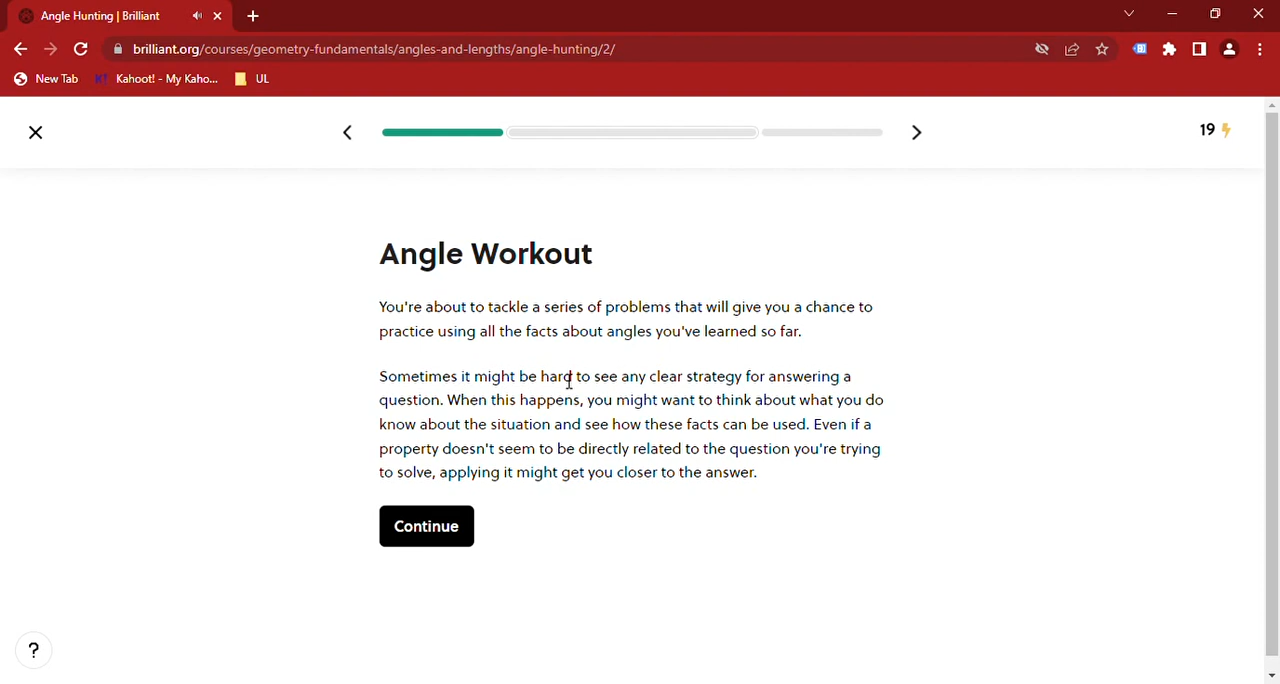 Angle Hunting | Brilliant
brilliant.org/courses/geometry-fundamentals/angles-and-lengths/angle-hunting/2/
New Tab K! Kahoot! - My Kaho... UL
19
Angle Workout
You're about to tackle a series of problems that will give you a chance to
practice using all the facts about angles you've learned so far.
Sometimes it might be hard to see any clear strategy for answering a
question. When this happens, you might want to think about what you do
know about the situation and see how these facts can be used. Even if a
property doesn't seem to be directly related to the question you're trying
to solve, applying it might get you closer to the answer.
Continue
?